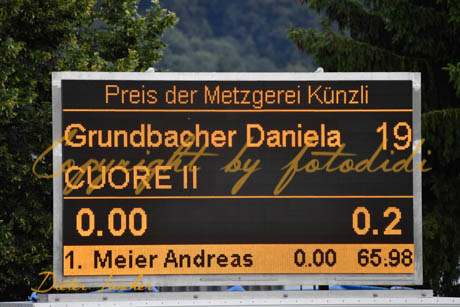 Preis der Metzgerei Künzli
Grundbacher Daniela 19
CUORE II
Copyright by fotodidi
0.00 0.2
1. Meier Andreas 0.00 65.98